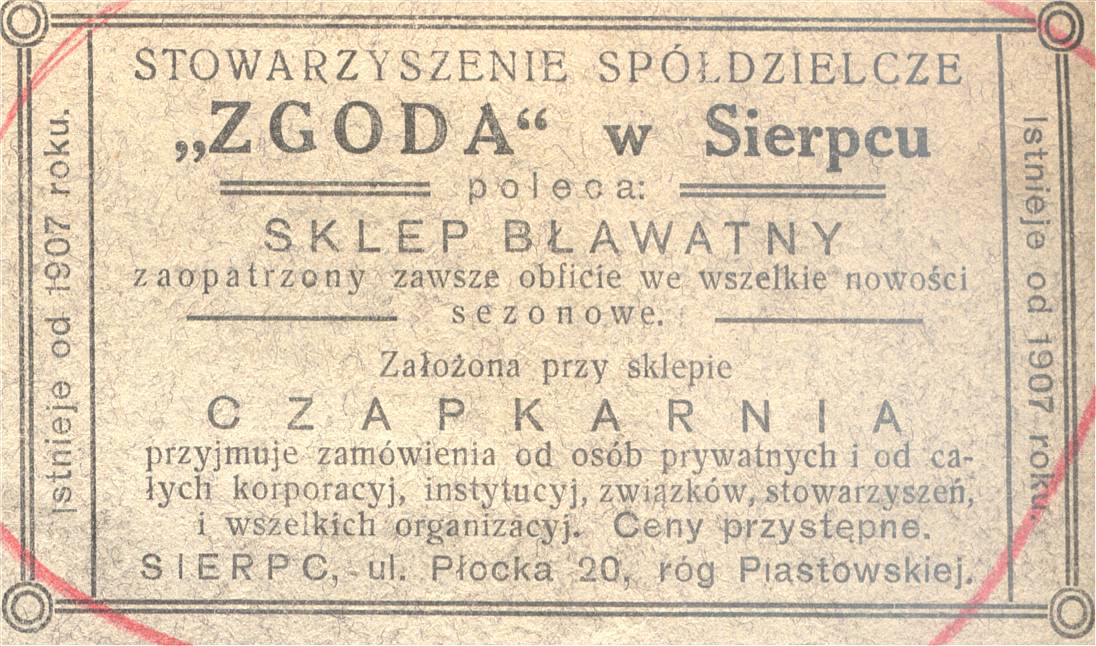 Istnieje od 1907 roku.
STOWARZYSZENIE SPÓŁDZIELCZE
„ZGODA“ w Sierpcu
poleca:
SKLEP BŁAWATNY
zaopatrzony zawsze obficie we wszelkie nowości
sezonowe.
Założona przy sklepie
CZAPKARNIA
przyjmuje zamówienia od osób prywatnych i od ca-
łych korporacyj, instytucyj, związków, stowarzyszeń,
i wszelkich organizacyj. Ceny przystępne.
SIERPC, ul. Płocka 20, róg Piastowskiej.
Istnieje od 1907 roku.